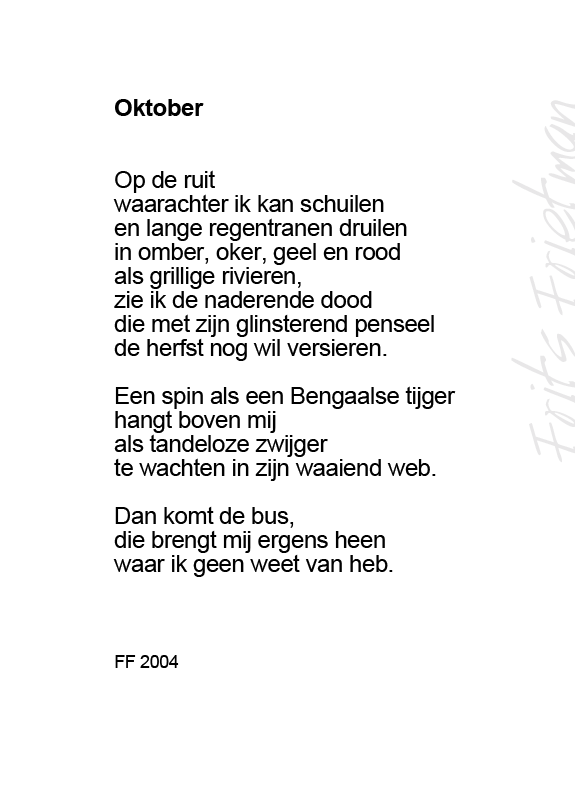 Oktober
Op de ruit
waarachter ik kan schuilen
en lange regentranen druilen
in omber, oker, geel en rood
als grillige rivieren,
zie ik de naderende dood
die met zijn glinsterend penseel
de herfst nog wil versieren.
Een spin als een Bengaalse tijger
hangt boven mij
als tandeloze zwijger
te wachten in zijn waaiend web.
Dan komt de bus,
die brengt mij ergens heen
waar ik geen weet van heb.
FF 2004
Frits Frietman